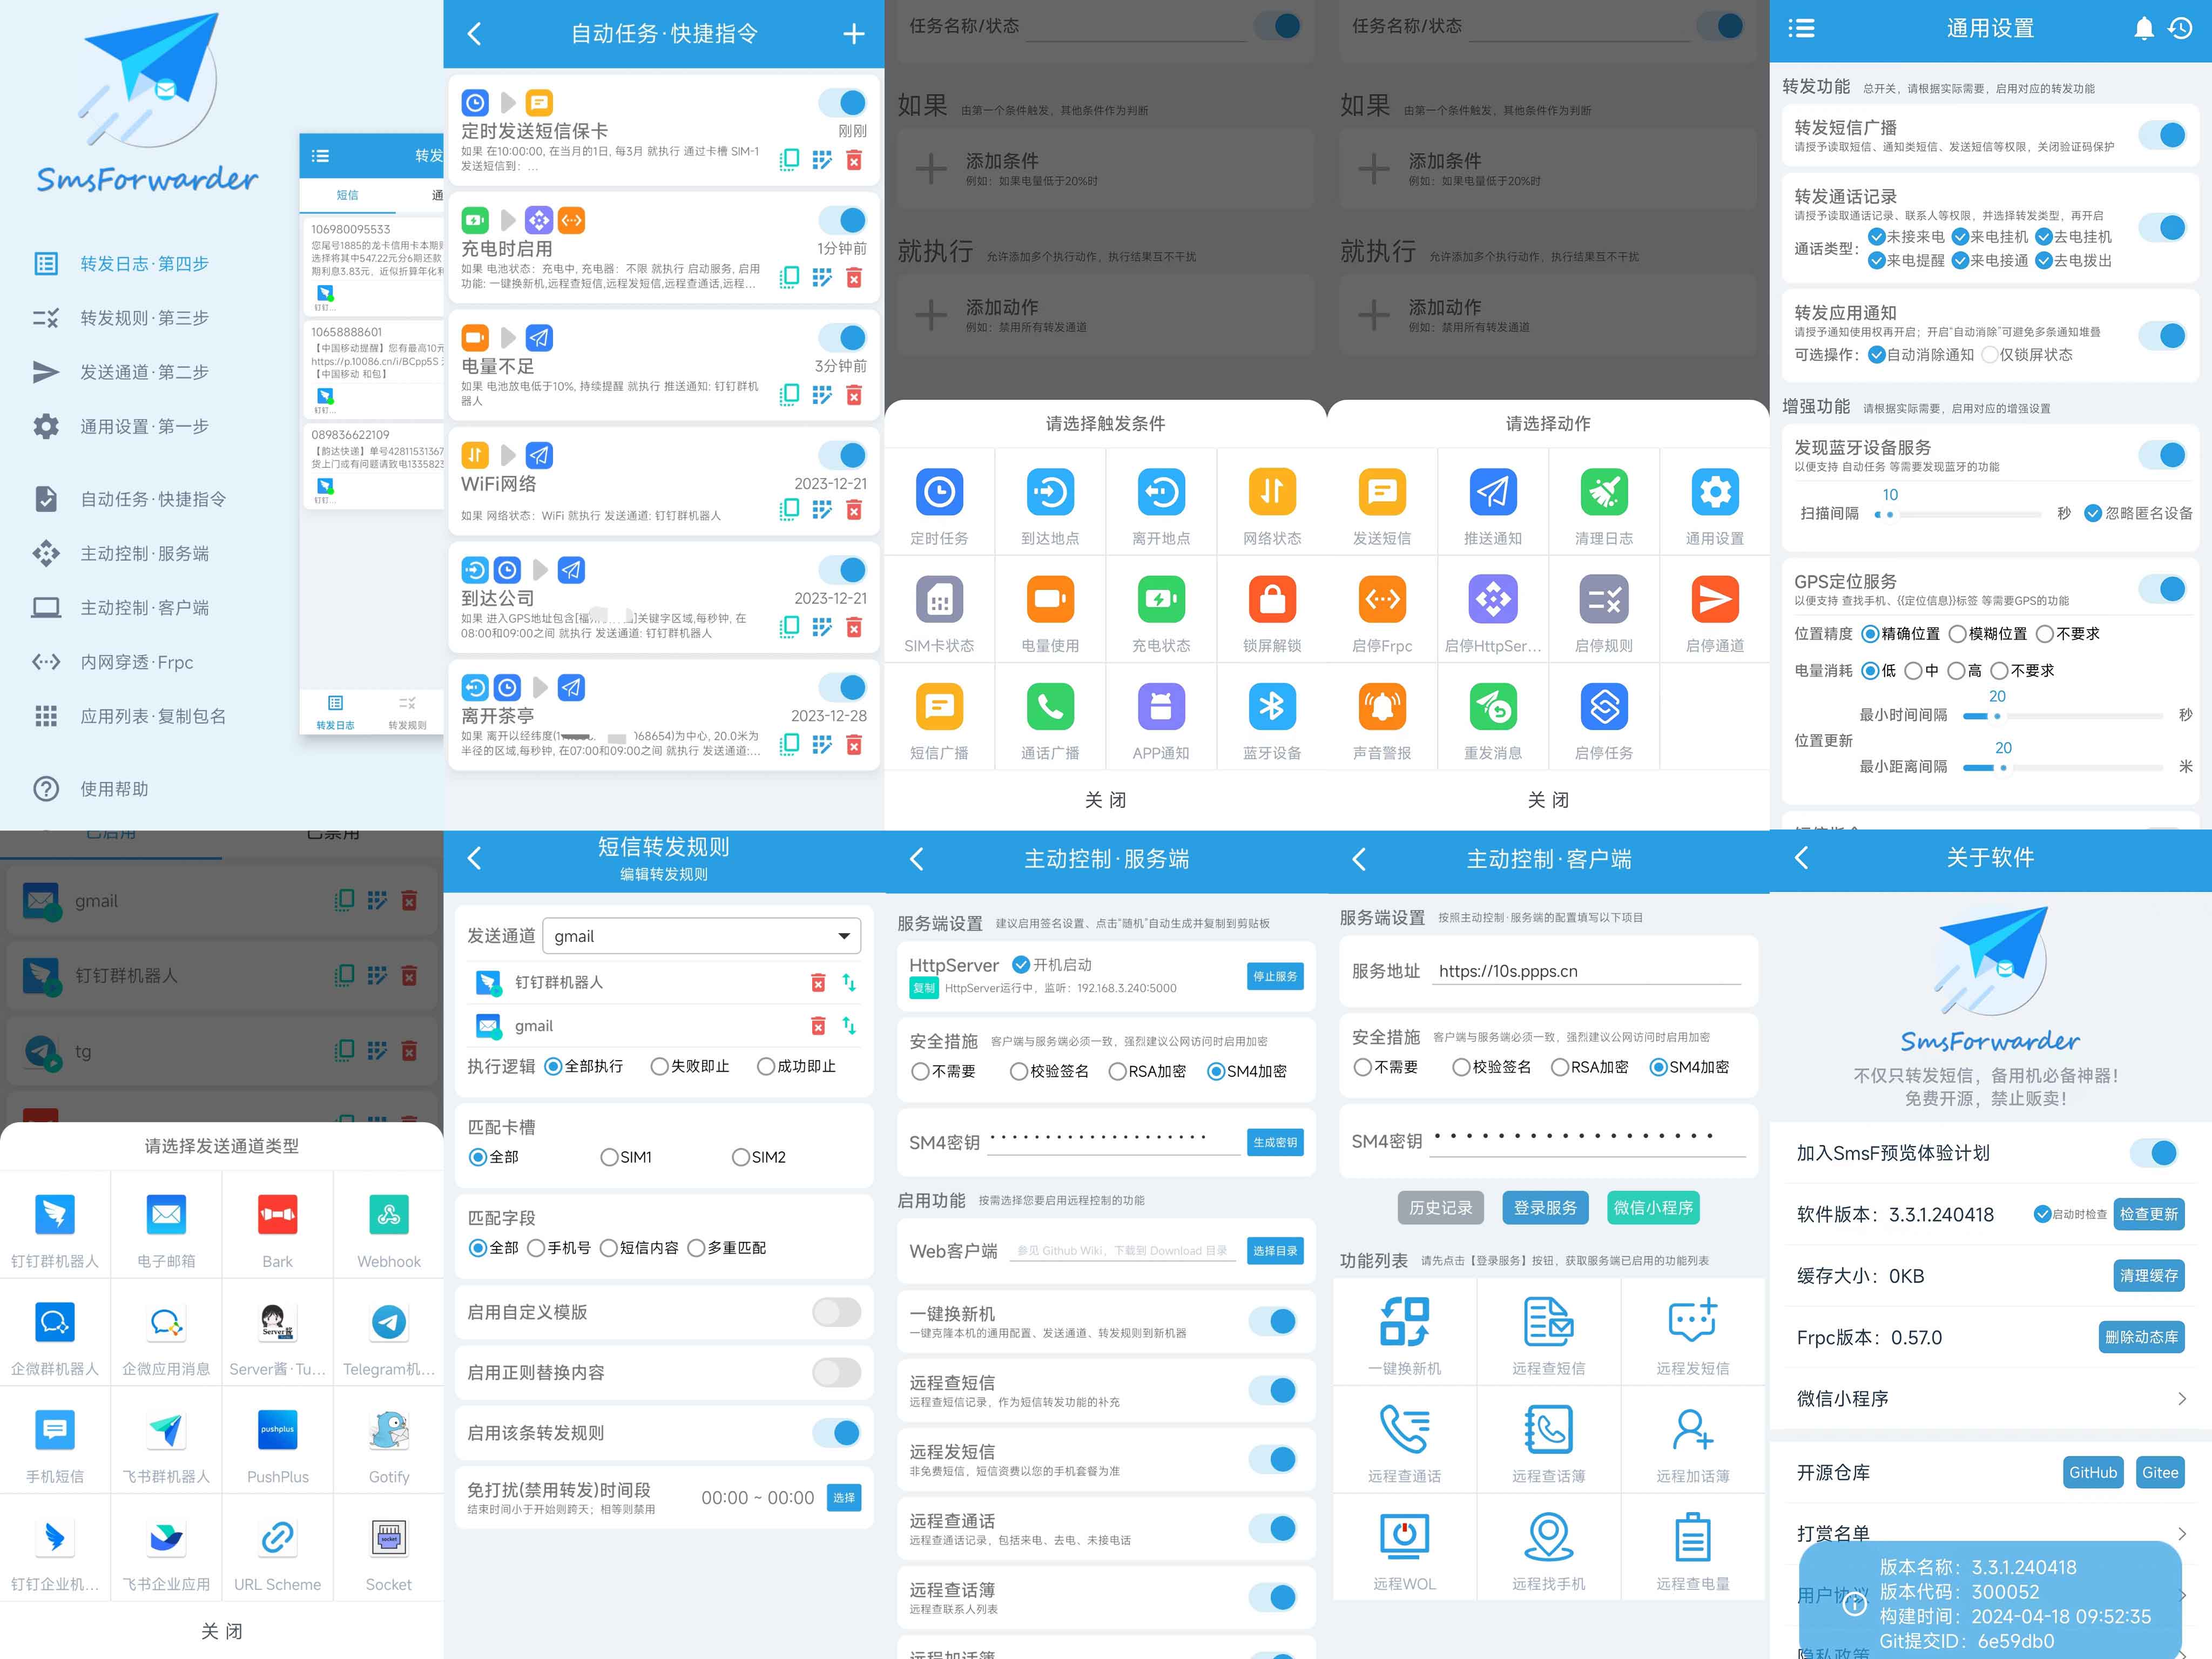 SmsForwarder
转发日志·第四步
转发规则·第三步
发送通道·第二步
通用设置·第一步
自动任务·快捷指令
主动控制·服务端
主动控制·客户端
内网穿透·Frpc
应用列表·复制包名
使用帮助
转发
短信
通
106980095533
您尾号1885的龙卡信用卡本期
选择将其中547.22元分6期还款
期利息3.83元，近似折算年化
钉钉...
10658888601
【中国移动提醒】您有最高10元
https://p.10086.cn/i/BCpp5S
【中国移动 和包】
钉钉...
089836622109
【韵达快递】单号42811531367
货上门或有问题请致电1335823
钉钉...
转发日志
转发规则
自动任务·快捷指令
定时发送短信保卡
刚刚
如果 在10:00:00, 在当月的1日, 每3月 就执行 通过卡槽 SIM-1
发送短信到：...
充电时启用
1分钟前
如果 电池状态：充电中, 充电器：不限 就执行 启动服务, 启用
功能: 一键换新机,远程查短信,远程发短信,远程查通话,远程...
电量不足
3分钟前
如果 电池放电低于10%, 持续提醒 就执行 推送通知: 钉钉群机
器人
WiFi网络
2023-12-21
如果 网络状态：WiFi 就执行 发送通道: 钉钉群机器人
到达公司
2023-12-21
如果 进入GPS地址包含[福 ]关键字区域,每秒钟, 在
08:00和09:00之间 就执行 发送通道: 钉钉群机器人
离开茶亭
2023-12-28
如果 离开以经纬度(1 068654)为中心, 20.0米为
半径的区域,每秒钟, 在07:00和09:00之间 就执行 发送通道:...
任务名称/状态
如果 由第一个条件触发，其他条件作为判断
添加条件
例如：如果电量低于20%时
就执行 允许添加多个执行动作，执行结果互不干扰
添加动作
例如：禁用所有转发通道
请选择触发条件
定时任务 到达地点 离开地点 网络状态
SIM卡状态 电量使用 充电状态 锁屏解锁
短信广播 通话广播 APP通知 蓝牙设备
关 闭
任务名称/状态
如果 由第一个条件触发，其他条件作为判断
添加条件
例如：如果电量低于20%时
就执行 允许添加多个执行动作，执行结果互不干扰
添加动作
例如：禁用所有转发通道
请选择动作
发送短信 推送通知 清理日志 通用设置
启停Frpc 启停HttpSer... 启停规则 启停通道
声音警报 重发消息 启停任务
关 闭
通用设置
转发功能 总开关，请根据实际需要，启用对应的转发功能
转发短信广播
请授予读取短信、通知类短信、发送短信等权限，关闭验证码保护
转发通话记录
请授予读取通话记录、联系人等权限，并选择转发类型，再开启
通话类型： 未接来电 来电挂机 去电挂机
来电提醒 来电接通 去电拨出
转发应用通知
请授予通知使用权再开启；开启“自动消除”可避免多条通知堆叠
可选操作： 自动消除通知 仅锁屏状态
增强功能 请根据实际需要，启用对应的增强设置
发现蓝牙设备服务
以便支持 自动任务 等需要发现蓝牙的功能
10
扫描间隔 秒 忽略匿名设备
GPS定位服务
以便支持 查找手机、{{定位信息}}标签 等需要GPS的功能
位置精度 精确位置 模糊位置 不要求
电量消耗 低 中 高 不要求
20
最小时间间隔 秒
位置更新
20
最小距离间隔 米
已启用 已禁用
gmail
钉钉群机器人
tg
请选择发送通道类型
钉钉群机器人 电子邮箱 Bark Webhook
Server酱
企微群机器人 企微应用消息 Server酱·Tu... Telegram机...
pushplus
手机短信 飞书群机器人 PushPlus Gotify
socket
钉钉企业机... 飞书企业应用 URL Scheme Socket
关 闭
短信转发规则
编辑转发规则
发送通道 gmail
钉钉群机器人
gmail
执行逻辑 全部执行 失败即止 成功即止
匹配卡槽
全部 SIM1 SIM2
匹配字段
全部 手机号 短信内容 多重匹配
启用自定义模版
启用正则替换内容
启用该条转发规则
免打扰(禁用转发)时间段
结束时间小于开始则跨天；相等则禁用
00:00 ~ 00:00 选择
主动控制·服务端
服务端设置 建议启用签名设置、点击“随机”自动生成并复制到剪贴板
HttpServer 开机启动
停止服务
复制 HttpServer运行中，监听：192.168.3.240:5000
安全措施 客户端与服务端必须一致，强烈建议公网访问时启用加密
不需要 校验签名 RSA加密 SM4加密
SM4密钥 生成密钥
启用功能 按需选择您要启用远程控制的功能
Web客户端 参见 Github Wiki，下载到 Download 目录 选择目录
一键换新机
一键克隆本机的通用配置、发送通道、转发规则到新机器
远程查短信
远程查短信记录，作为短信转发功能的补充
远程发短信
非免费短信，短信资费以您的手机套餐为准
远程查通话
远程查通话记录，包括来电、去电、未接电话
远程查话簿
远程查联系人列表
远程加话簿
主动控制·客户端
服务端设置 按照主动控制·服务端的配置填写以下项目
服务地址 https://10s.ppps.cn
安全措施 客户端与服务端必须一致，强烈建议公网访问时启用加密
不需要 校验签名 RSA加密 SM4加密
SM4密钥
历史记录 登录服务 微信小程序
功能列表 请先点击【登录服务】按钮，获取服务端已启用的功能列表
一键换新机 远程查短信 远程发短信
远程查通话 远程查话簿 远程加话簿
远程WOL 远程找手机 远程查电量
关于软件
SmsForwarder
不仅只转发短信，备用机必备神器！
免费开源，禁止贩卖！
加入SmsF预览体验计划
软件版本：3.3.1.240418 启动时检查 检查更新
缓存大小：0KB 清理缓存
Frpc版本：0.57.0 删除动态库
微信小程序
开源仓库 GitHub Gitee
打赏名单
用户协议
隐私政策
版本名称：3.3.1.240418
版本代码：300052
构建时间：2024-04-18 09:52:35
Git提交ID：6e59db0